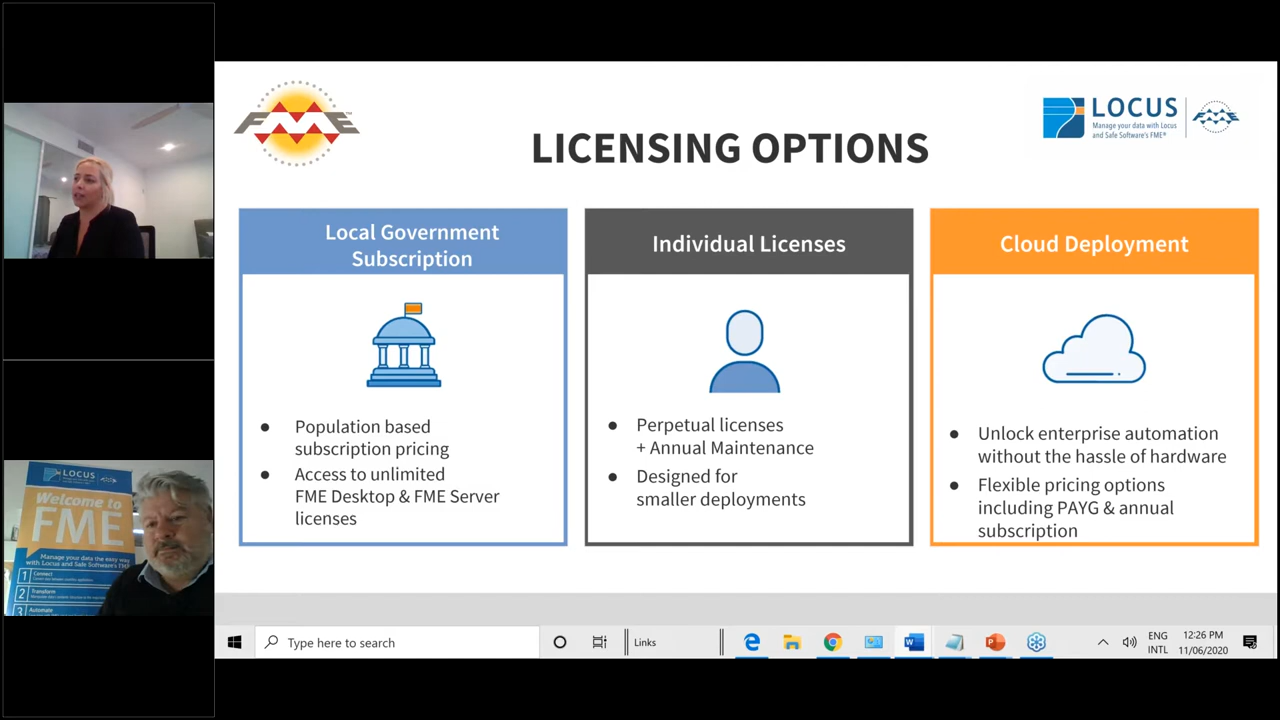 FME
LICENSING OPTIONS
LOCUS
Manage your data with Locus
and Safe Software's FME®
FME
Local Government
Subscription
Population based
subscription pricing
Access to unlimited
FME Desktop & FME Server
licenses
Individual Licenses
Perpetual licenses
+ Annual Maintenance
Designed for
smaller deployments
Cloud Deployment
Unlock enterprise automation
without the hassle of hardware
Flexible pricing options
including PAYG & annual
subscription
LOCUS
Welcome to
FME
Manage your data the easy way
with Locus and Safe Software's FME
1 Connect
2 Transform
3 Automate
Type here to search
Links
ENG
INTL
12:26 PM
11/06/2020